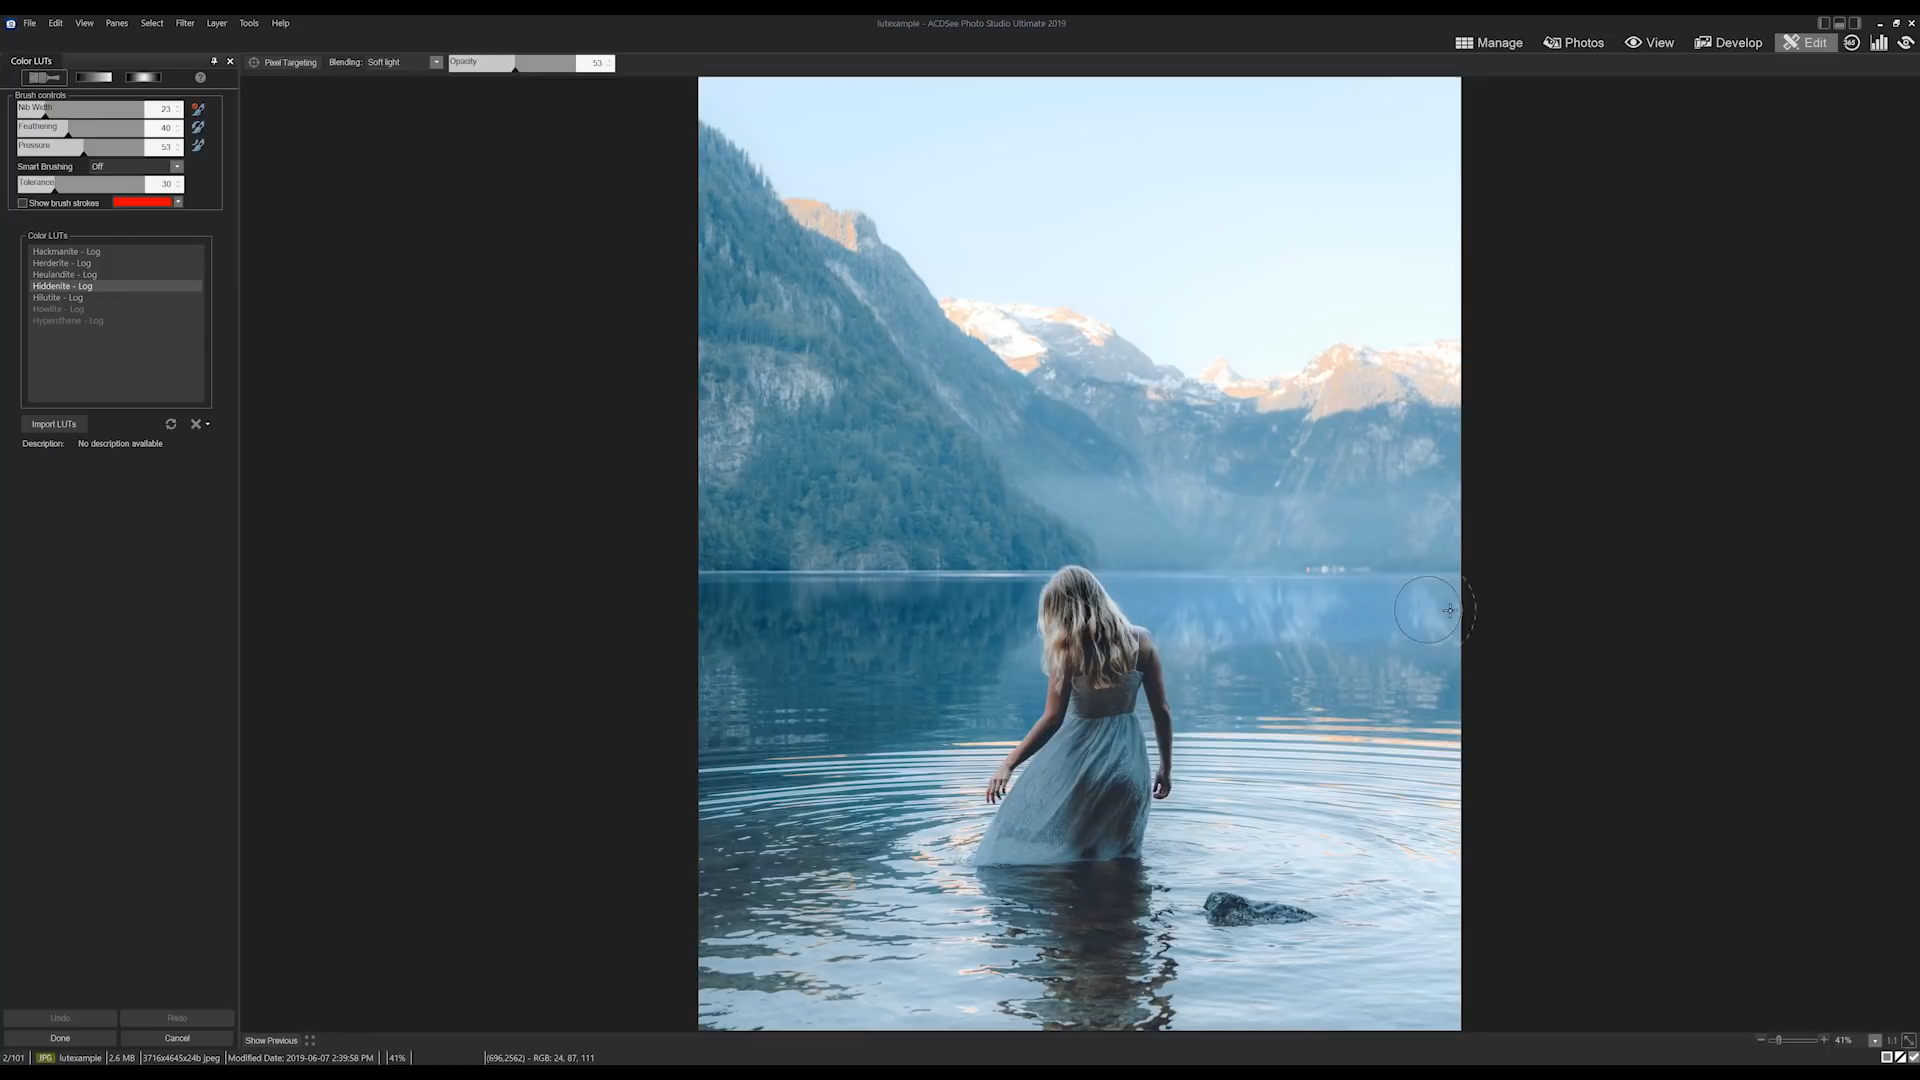 File Edit View Panes Select Filter Layer Tools Help
lutexample - ACDSee Photo Studio Ultimate 2019
Manage Photos View Develop Edit 365
Color LUTs
Pixel Targeting Blending: Soft light Opacity 53
Brush controls
Nib Width 23
Feathering 40
Pressure 53
Smart Brushing Off
Tolerance 30
Show brush strokes
Color LUTs
Hackmanite - Log
Herderite - Log
Heulandite - Log
Hiddenite - Log
Hilutite - Log
Howlite - Log
Hypersthene - Log
Import LUTs
Description: No description available
Undo Redo
Done Cancel
Show Previous
41% 1:1
2/101 JPG lutexample 2.6 MB 3716x4645x24b jpeg Modified Date: 2019-06-07 2:39:58 PM 41% (696,2562) - RGB: 24, 87, 111